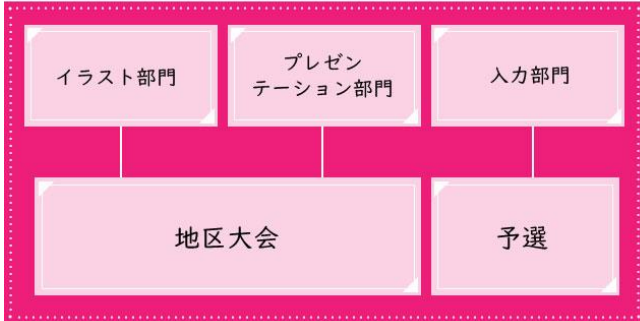 イラスト部門
プレゼン
テーション部門
入力部門
地区大会
予選